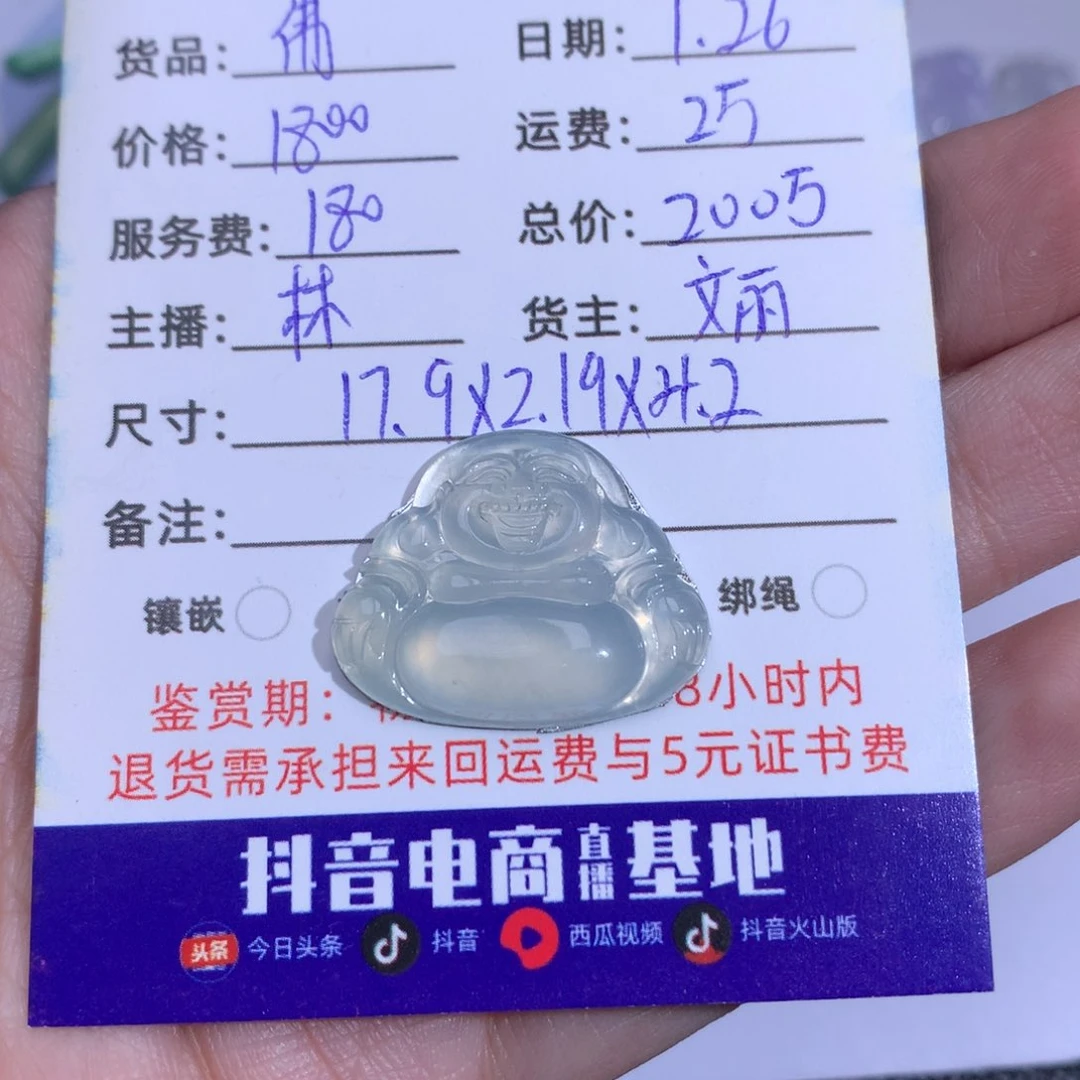 货品：佛 日期：1.26
价格：1800 运费：25
服务费：180 总价：2005
主播：林 货主：文丽
尺寸：17.9X2.19X4.2
备注：
镶嵌 绑绳
鉴赏期： 8小时内
退货需承担来回运费与5元证书费
抖音电商直播基地
头条 今日头条 抖音 西瓜视频 抖音火山版